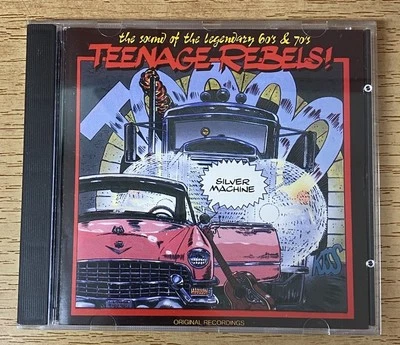 the sound of the legendary 60's & 70's
TEENAGE-REBELS!
SILVER
MACHINE
ORIGINAL RECORDINGS